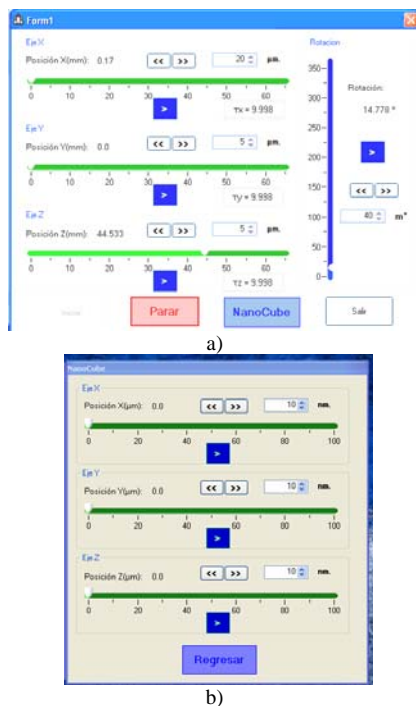 Form1
Eje X
Posición X(mm): 0.17 << >> 20 µm.
0 10 20 30 40 50 60
> τx = 9.998
Eje Y
Posición Y(mm): 0.0 << >> 5 µm.
0 10 20 30 40 50 60
> τy = 9.998
Eje Z
Posición Z(mm): 44.533 << >> 5 µm.
0 10 20 30 40 50 60
> τz = 9.998
Rotacion
350-
300-
250-
200-
150-
100-
50-
0-
Rotación:
14.778 °
>
<< >>
40 m°
Iniciar Parar NanoCube Salir
a)
NanoCube
Eje X
Posición X(µm): 0.0 << >> 10 nm.
0 20 40 60 80 100
>
Eje Y
Posición Y(µm): 0.0 << >> 10 nm.
0 20 40 60 80 100
>
Eje Z
Posición Z(µm): 0.0 << >> 10 nm.
0 20 40 60 80 100
>
Regresar
b)